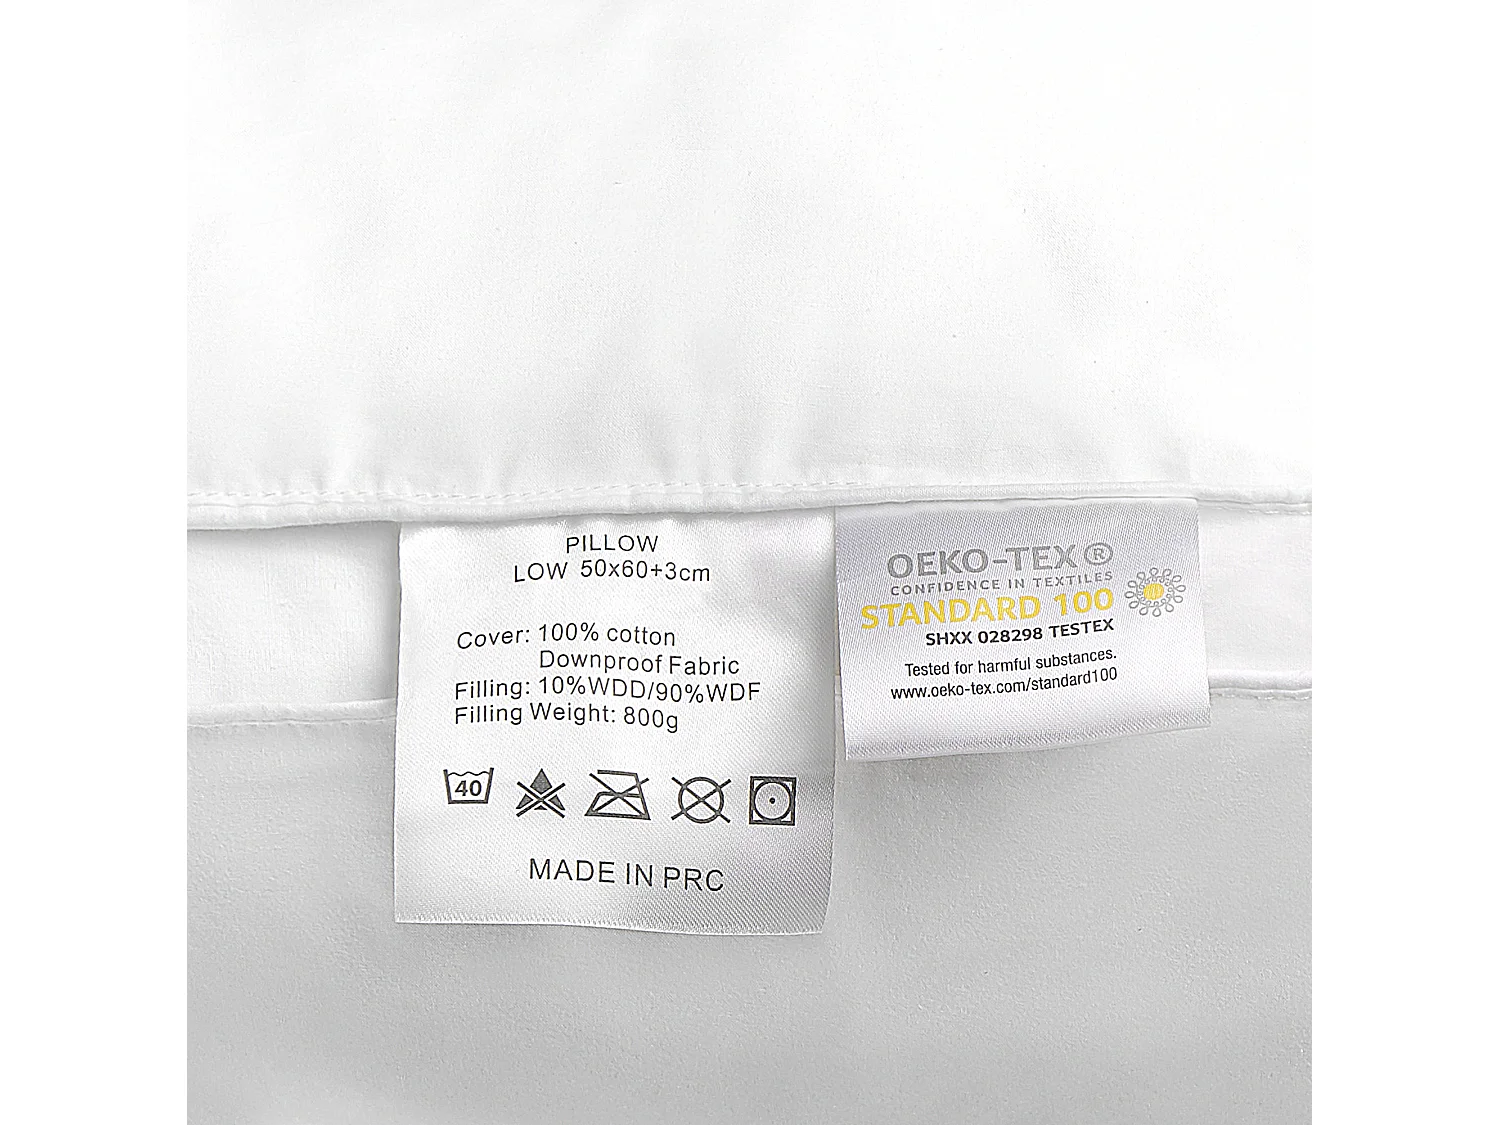 PILLOW
LOW 50x60+3cm
Cover: 100% cotton
Downproof Fabric
Filling: 10%WDD/90%WDF
Filling Weight: 800g
40
MADE IN PRC
OEKO-TEX®
CONFIDENCE IN TEXTILES
STANDARD 100
SHXX 028298 TESTEX
Tested for harmful substances.
www.oeko-tex.com/standard100